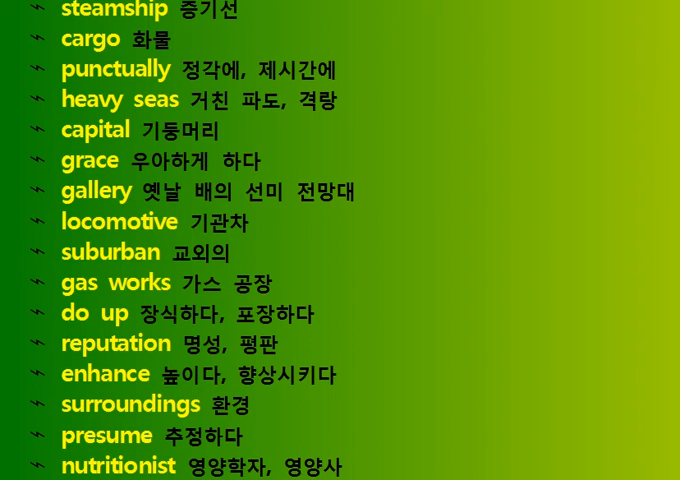 steamship 증기선
cargo 화물
punctually 정각에, 제시간에
heavy seas 거친 파도, 격랑
capital 기둥머리
grace 우아하게 하다
gallery 옛날 배의 선미 전망대
locomotive 기관차
suburban 교외의
gas works 가스 공장
do up 장식하다, 포장하다
reputation 명성, 평판
enhance 높이다, 향상시키다
surroundings 환경
presume 추정하다
nutritionist 영양학자, 영양사